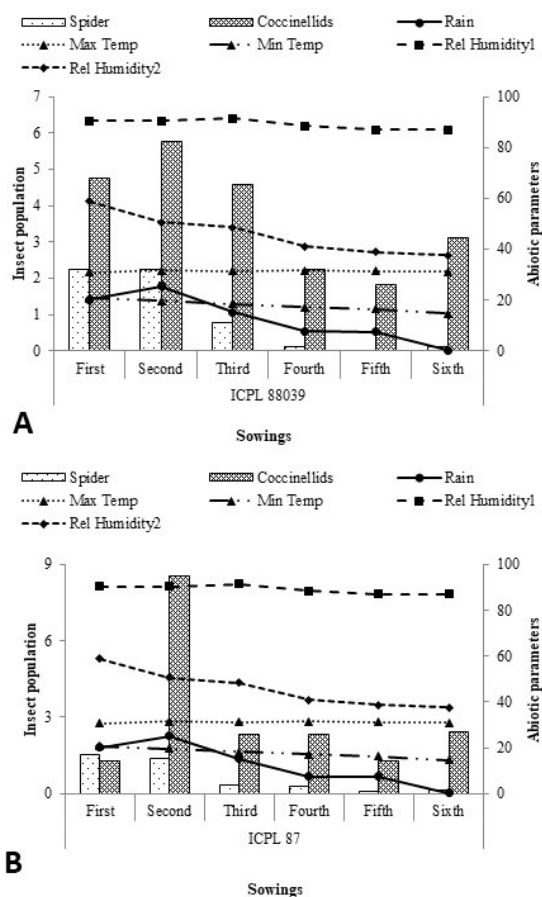 Spider Coccinellids Rain
Max Temp Min Temp Rel Humidity1
Rel Humidity2
7 100
6
5 80
4 60
3 40
2
1 20
0 0
Insect population
Abiotic parameters
First Second Third Fourth Fifth Sixth
ICPL 88039
A
Sowings
Spider Coccinellids Rain
Max Temp Min Temp Rel Humidity1
Rel Humidity2
9 100
80
6 60
3 40
20
0 0
Insect population
Abiotic parameters
First Second Third Fourth Fifth Sixth
ICPL 87
B
Sowings